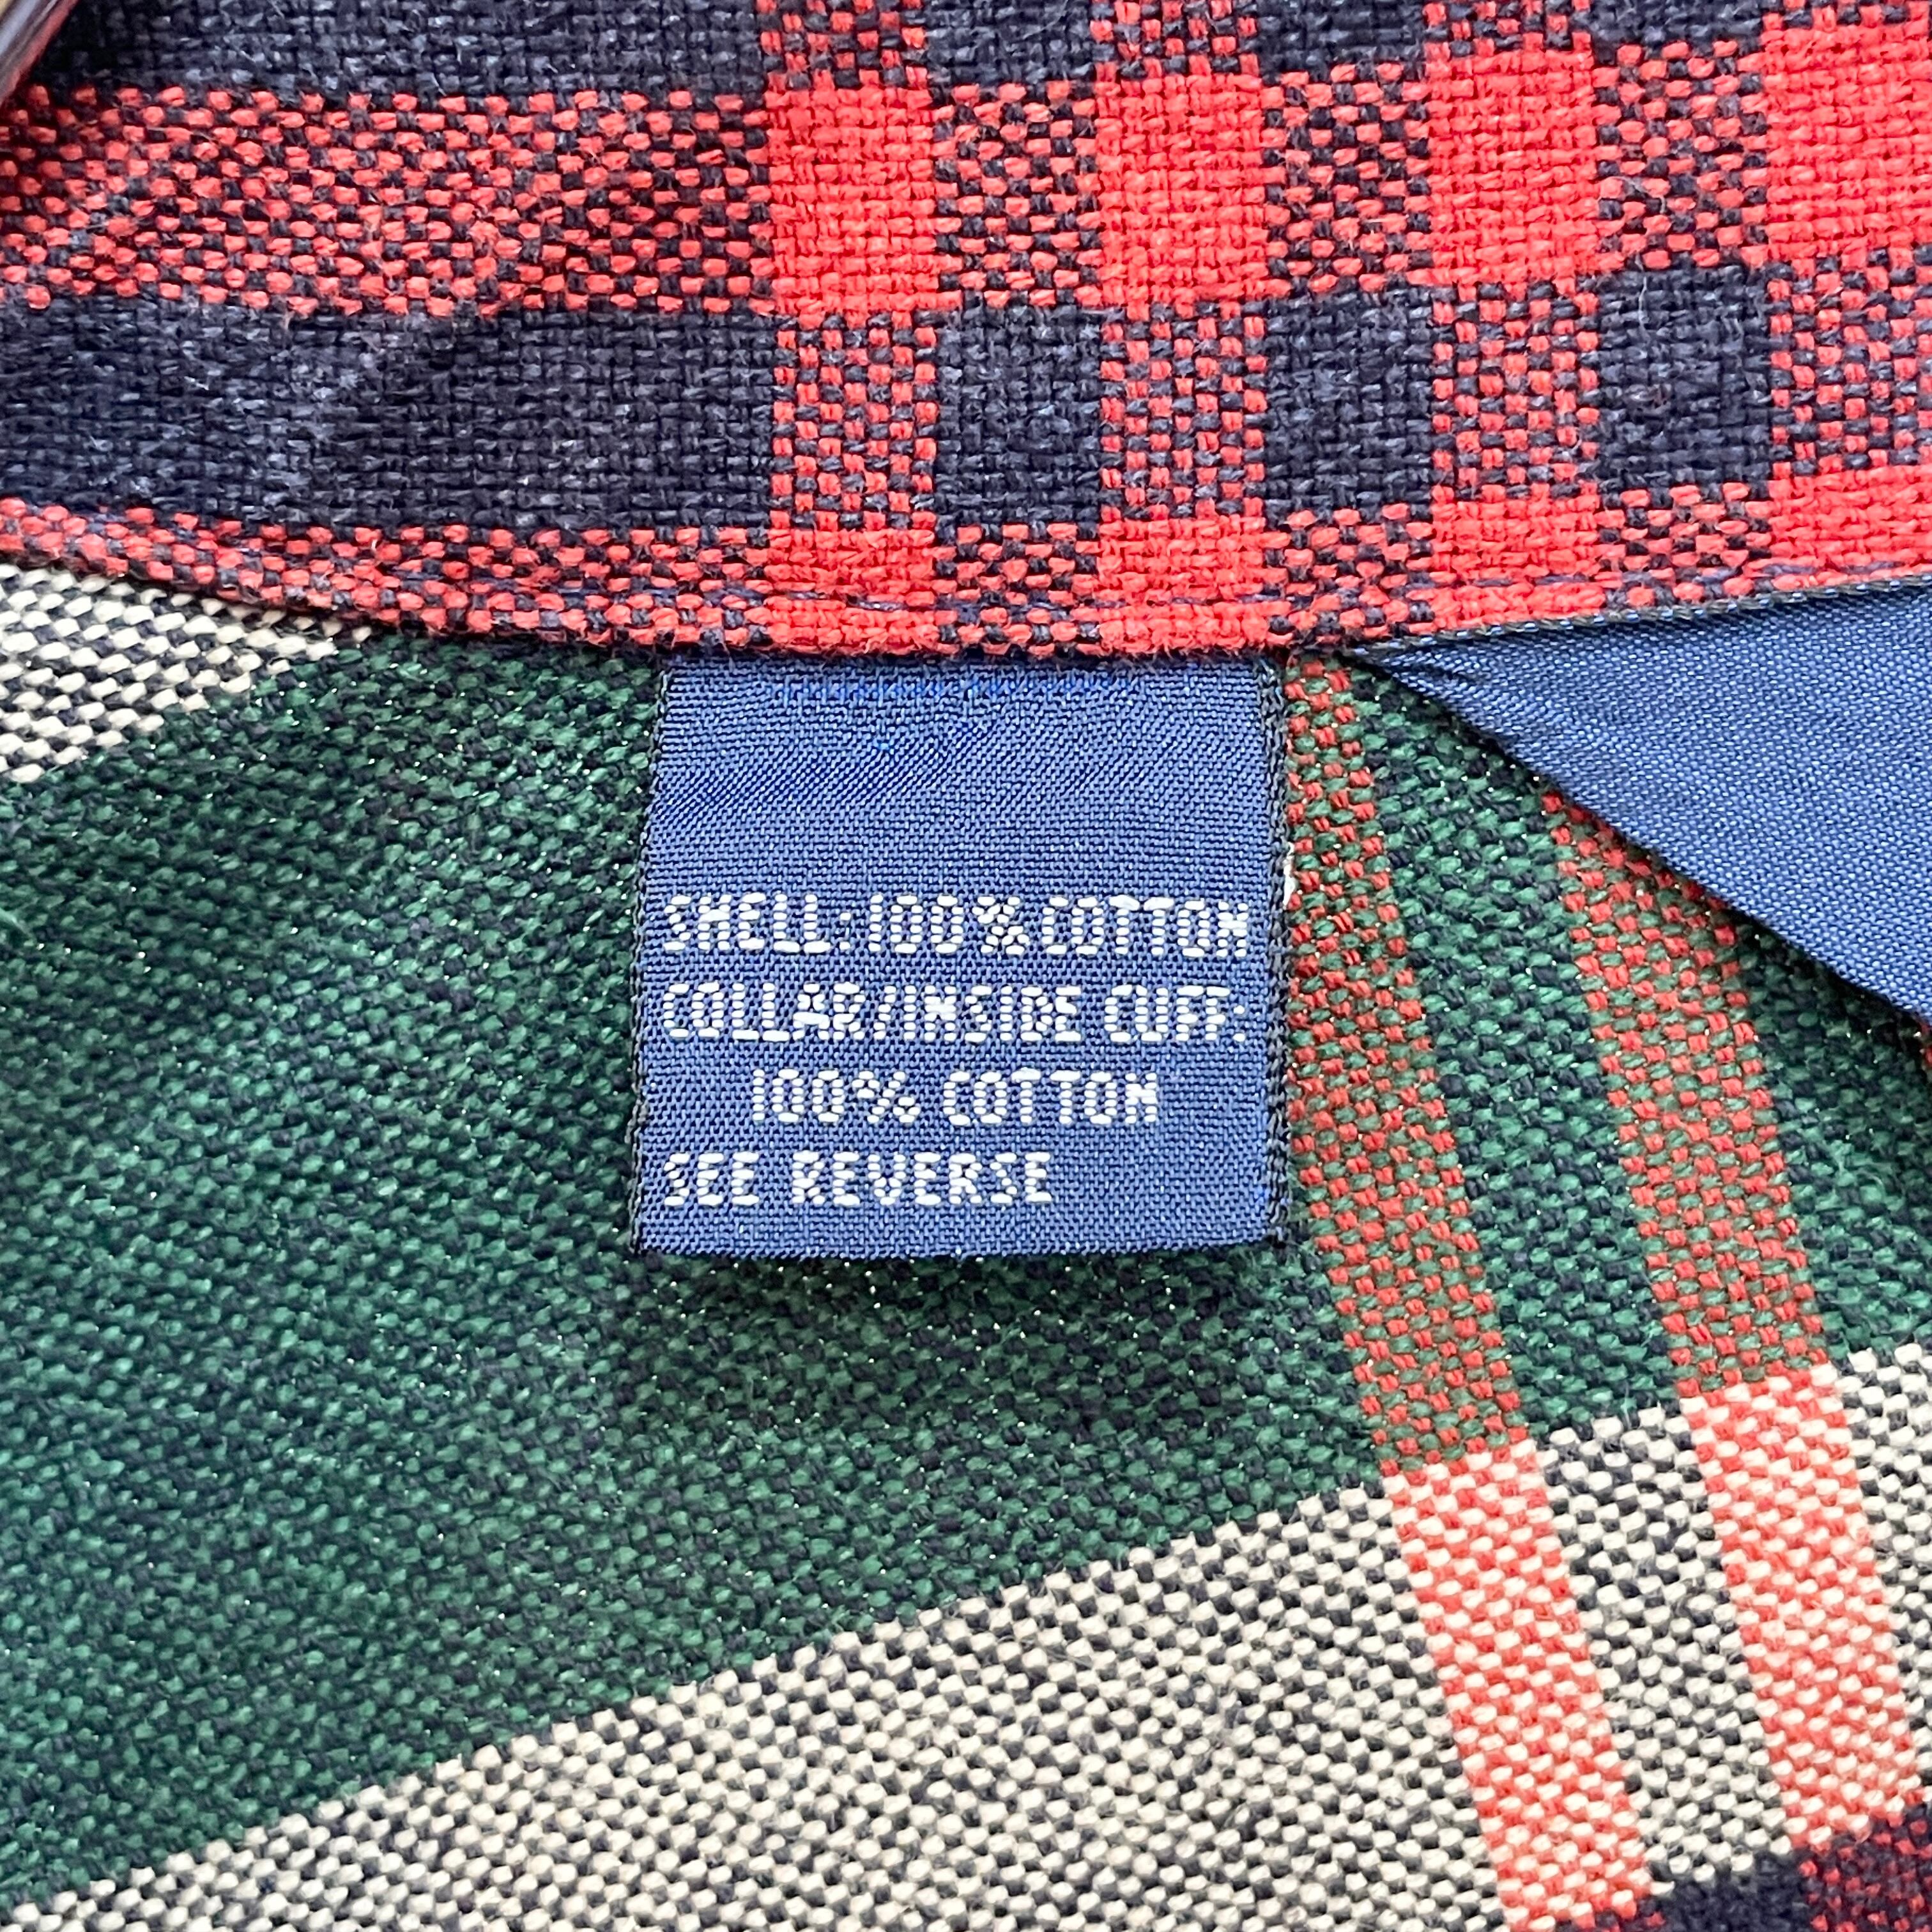 SHELL: 100% COTTON
COLLAR/INSIDE CUFF:
100% COTTON
SEE REVERSE